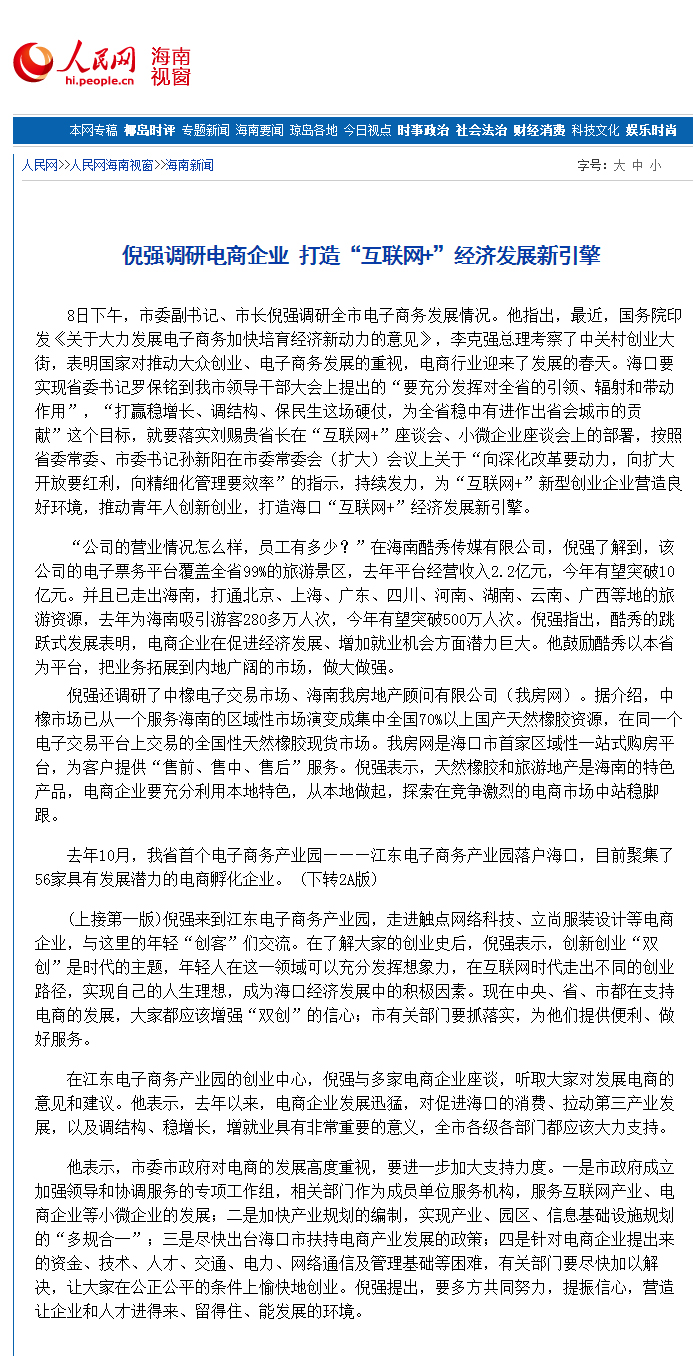 人民网 海南
hi.people.cn 视窗
本网专稿 椰岛时评 专题新闻 海南要闻 琼岛各地 今日视点 时事政治 社会法治 财经消费 科技文化 娱乐时尚
人民网>>人民网海南视窗>>海南新闻 字号：大 中 小
倪强调研电商企业 打造“互联网+”经济发展新引擎
8日下午，市委副书记、市长倪强调研全市电子商务发展情况。他指出，最近，国务院印
发《关于大力发展电子商务加快培育经济新动力的意见》，李克强总理考察了中关村创业大
街，表明国家对推动大众创业、电子商务发展的重视，电商行业迎来了发展的春天。海口要
实现省委书记罗保铭到我市领导干部大会上提出的“要充分发挥对全省的引领、辐射和带动
作用”，“打赢稳增长、调结构、保民生这场硬仗，为全省稳中有进作出省会城市的贡
献”这个目标，就要落实刘赐贵省长在“互联网+”座谈会、小微企业座谈会上的部署，按照
省委常委、市委书记孙新阳在市委常委会（扩大）会议上关于“向深化改革要动力，向扩大
开放要红利，向精细化管理要效率”的指示，持续发力，为“互联网+”新型创业企业营造良
好环境，推动青年人创新创业，打造海口“互联网+”经济发展新引擎。
“公司的营业情况怎么样，员工有多少？”在海南酷秀传媒有限公司，倪强了解到，该
公司的电子票务平台覆盖全省99%的旅游景区，去年平台经营收入2.2亿元，今年有望突破10
亿元。并且已走出海南，打通北京、上海、广东、四川、河南、湖南、云南、广西等地的旅
游资源，去年为海南吸引游客280多万人次，今年有望突破500万人次。倪强指出，酷秀的跳
跃式发展表明，电商企业在促进经济发展、增加就业机会方面潜力巨大。他鼓励酷秀以本省
为平台，把业务拓展到内地广阔的市场，做大做强。
倪强还调研了中橡电子交易市场、海南我房地产顾问有限公司（我房网）。据介绍，中
橡市场已从一个服务海南的区域性市场演变成集中全国70%以上国产天然橡胶资源，在同一个
电子交易平台上交易的全国性天然橡胶现货市场。我房网是海口市首家区域性一站式购房平
台，为客户提供“售前、售中、售后”服务。倪强表示，天然橡胶和旅游地产是海南的特色
产品，电商企业要充分利用本地特色，从本地做起，探索在竞争激烈的电商市场中站稳脚
跟。
去年10月，我省首个电子商务产业园———江东电子商务产业园落户海口，目前聚集了
56家具有发展潜力的电商孵化企业。（下转2A版）
（上接第一版）倪强来到江东电子商务产业园，走进触点网络科技、立尚服装设计等电商
企业，与这里的年轻“创客”们交流。在了解大家的创业史后，倪强表示，创新创业“双
创”是时代的主题，年轻人在这一领域可以充分发挥想象力，在互联网时代走出不同的创业
路径，实现自己的人生理想，成为海口经济发展中的积极因素。现在中央、省、市都在支持
电商的发展，大家都应该增强“双创”的信心；市有关部门要抓落实，为他们提供便利、做
好服务。
在江东电子商务产业园的创业中心，倪强与多家电商企业座谈，听取大家对发展电商的
意见和建议。他表示，去年以来，电商企业发展迅猛，对促进海口的消费、拉动第三产业发
展，以及调结构、稳增长，增就业具有非常重要的意义，全市各级各部门都应该大力支持。
他表示，市委市政府对电商的发展高度重视，要进一步加大支持力度。一是市政府成立
加强领导和协调服务的专项工作组，相关部门作为成员单位服务机构，服务互联网产业、电
商企业等小微企业的发展；二是加快产业规划的编制，实现产业、园区、信息基础设施规划
的“多规合一”；三是尽快出台海口市扶持电商产业发展的政策；四是针对电商企业提出来
的资金、技术、人才、交通、电力、网络通信及管理基础等困难，有关部门要尽快加以解
决，让大家在公正公平的条件上愉快地创业。倪强提出，要多方共同努力，提振信心，营造
让企业和人才进得来、留得住、能发展的环境。